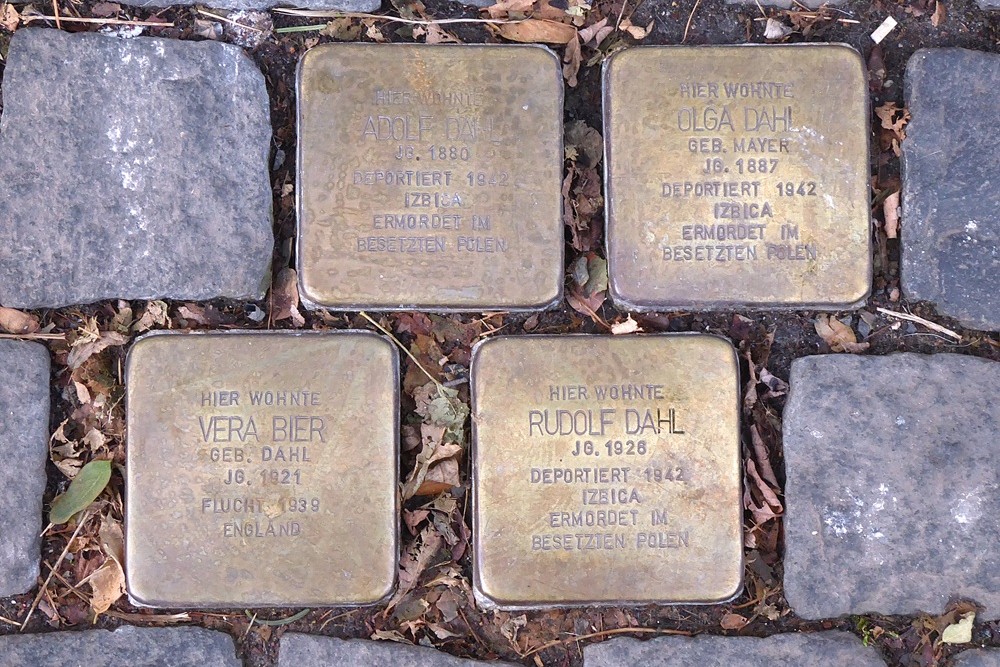 HIER WOHNTE
ADOLF DAHL
JG. 1880
DEPORTIERT 1942
IZBICA
ERMORDET IM
BESETZTEN POLEN
HIER WOHNTE
OLGA DAHL
GEB. MAYER
JG. 1887
DEPORTIERT 1942
IZBICA
ERMORDET IM
BESETZTEN POLEN
HIER WOHNTE
VERA BIER
GEB. DAHL
JG. 1921
FLUCHT 1939
ENGLAND
HIER WOHNTE
RUDOLF DAHL
JG. 1926
DEPORTIERT 1942
IZBICA
ERMORDET IM
BESETZTEN POLEN